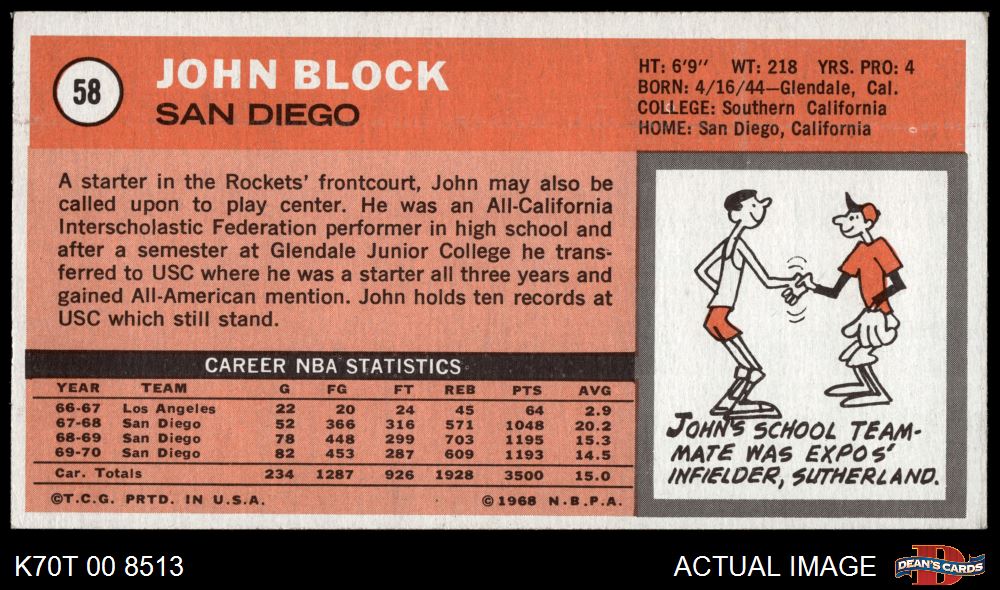 58
JOHN BLOCK
SAN DIEGO
HT: 6'9" WT: 218 YRS. PRO: 4
BORN: 4/16/44—Glendale, Cal.
COLLEGE: Southern California
HOME: San Diego, California
A starter in the Rockets' frontcourt, John may also be
called upon to play center. He was an All-California
Interscholastic Federation performer in high school and
after a semester at Glendale Junior College he trans-
ferred to USC where he was a starter all three years and
gained All-American mention. John holds ten records at
USC which still stand.
CAREER NBA STATISTICS
YEAR TEAM G FG FT REB PTS AVG
66-67 Los Angeles 22 20 24 45 64 2.9
67-68 San Diego 52 366 316 571 1048 20.2
68-69 San Diego 78 448 299 703 1195 15.3
69-70 San Diego 82 453 287 609 1193 14.5
Car. Totals 234 1287 926 1928 3500 15.0
©T.C.G. PRTD. IN U.S.A. ©1968 N.B.P.A.
JOHN'S SCHOOL TEAM-
MATE WAS EXPOS'
INFIELDER, SUTHERLAND.
K70T 00 8513
ACTUAL IMAGE
D
DEAN'S CARDS